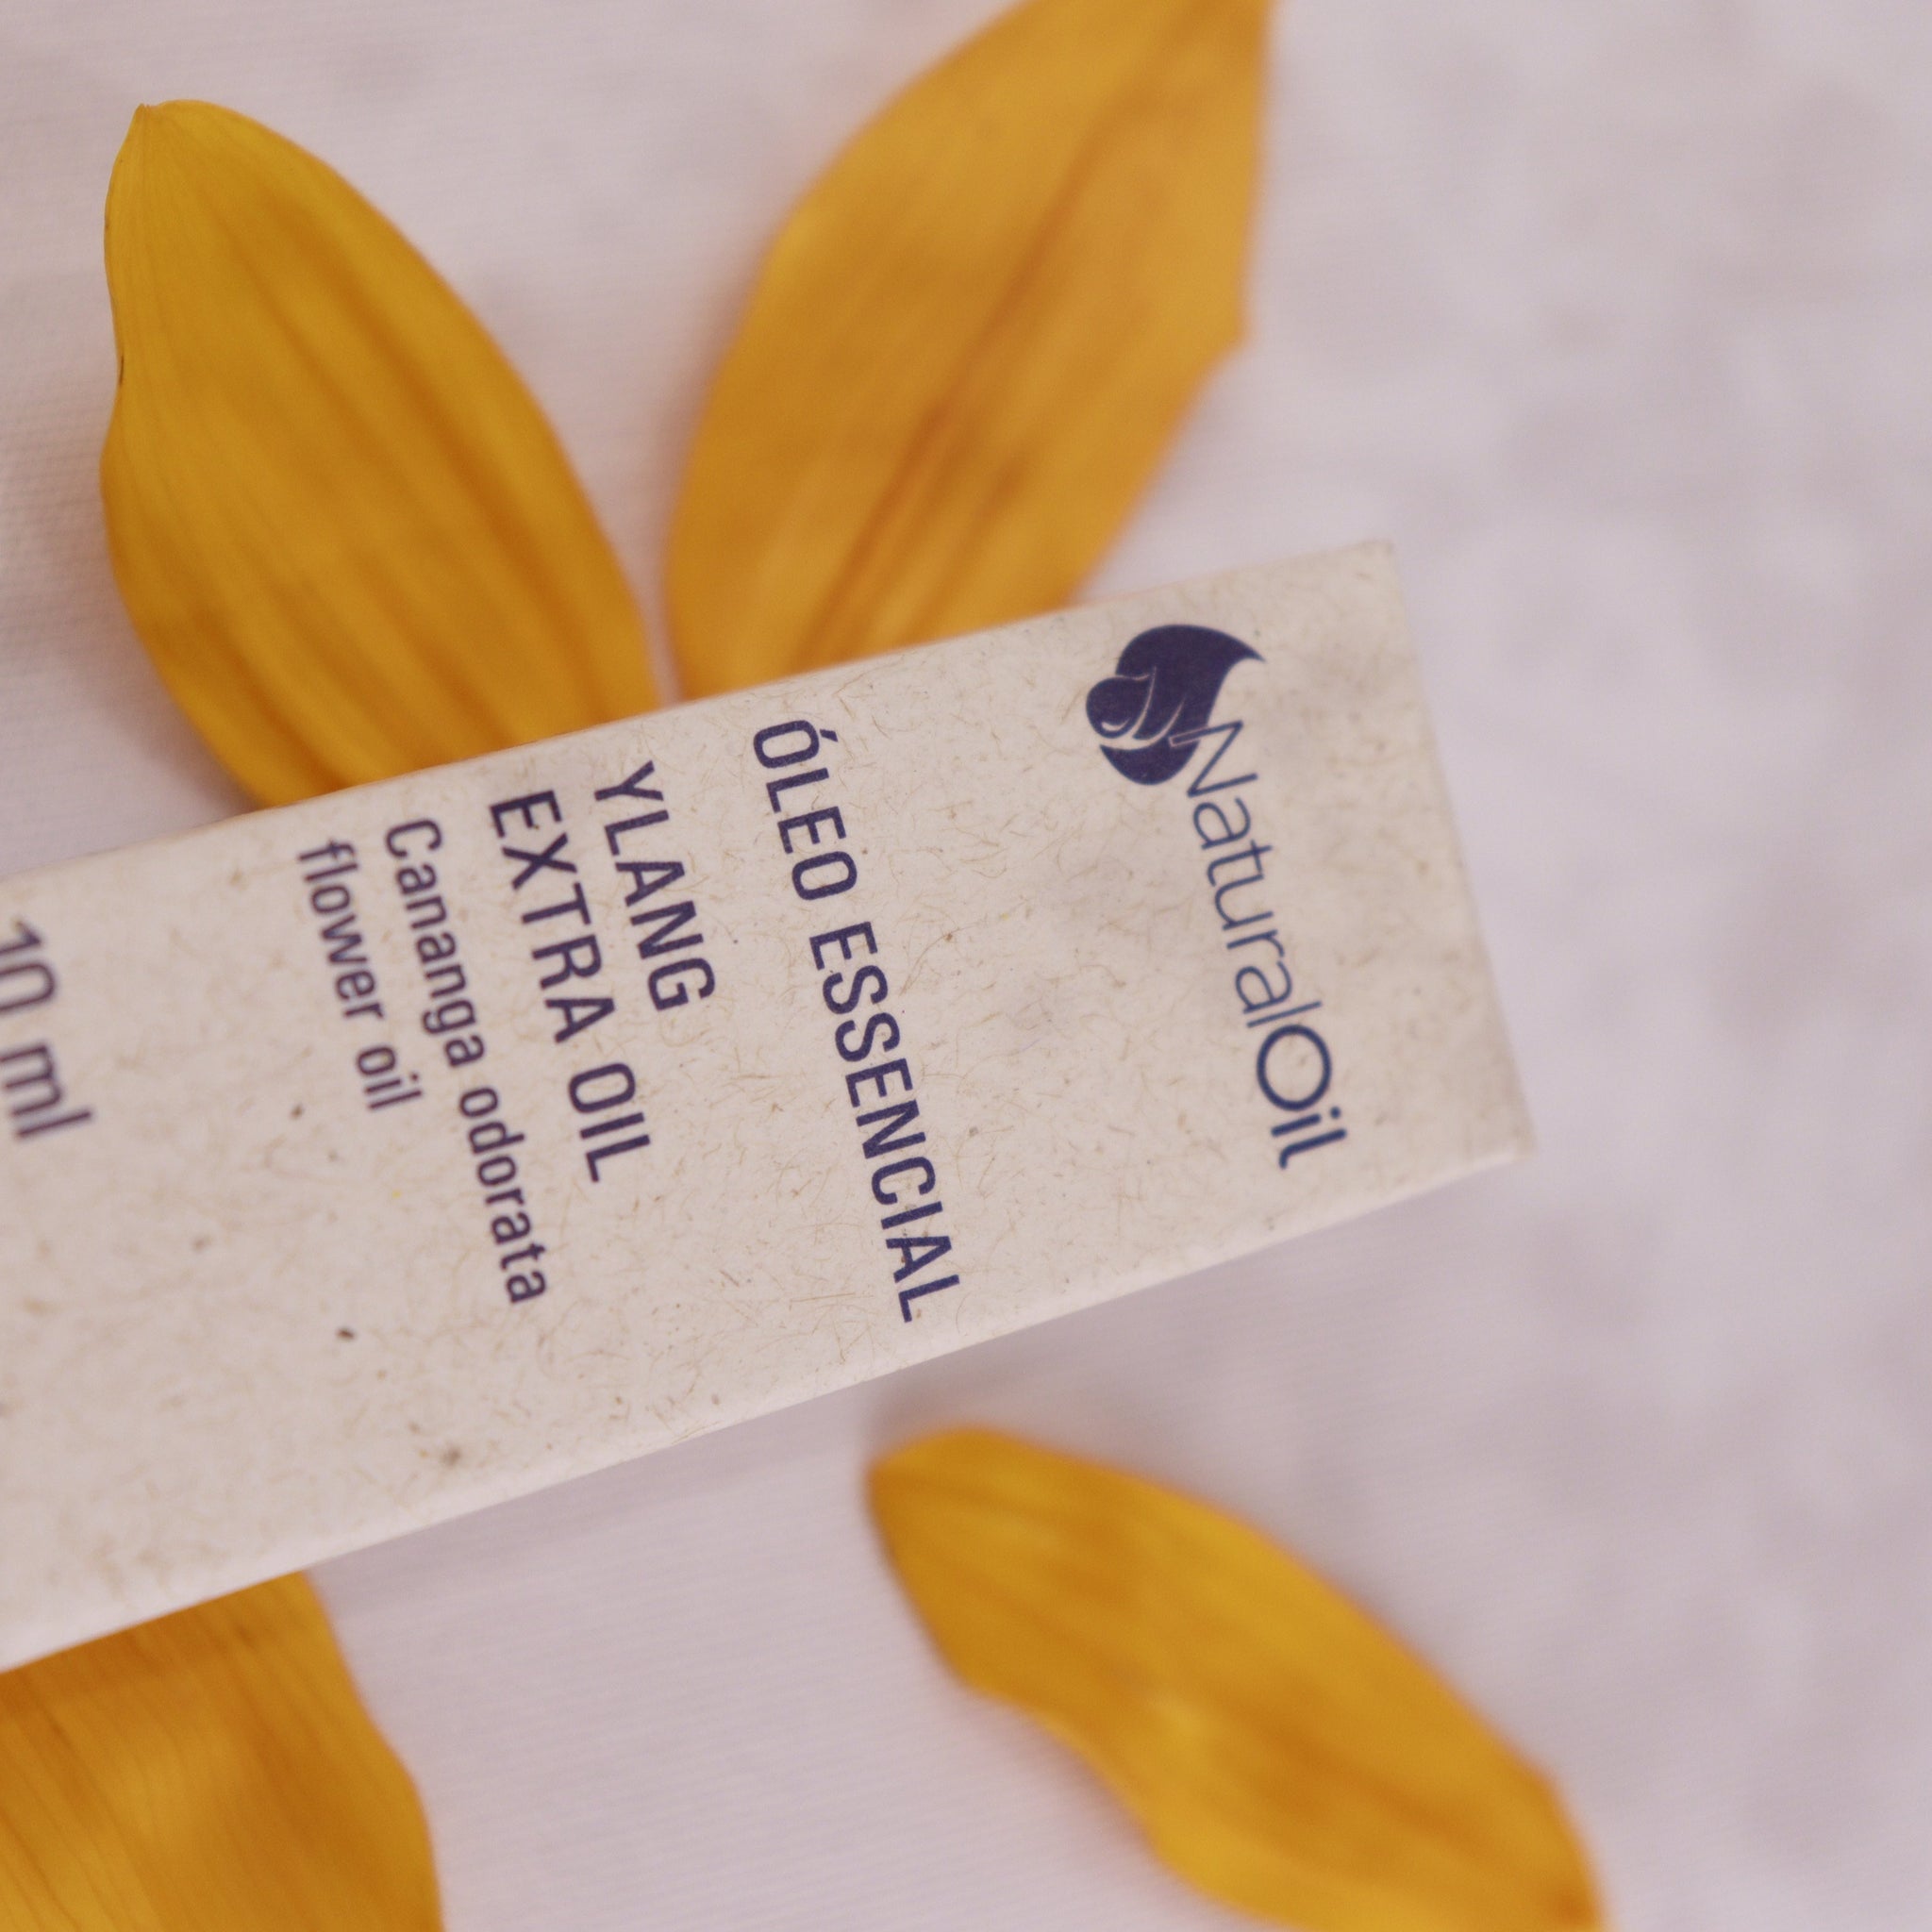 NaturalOil
ÓLEO ESSENCIAL
YLANG
EXTRA OIL
Cananga odorata
flower oil
10 ml